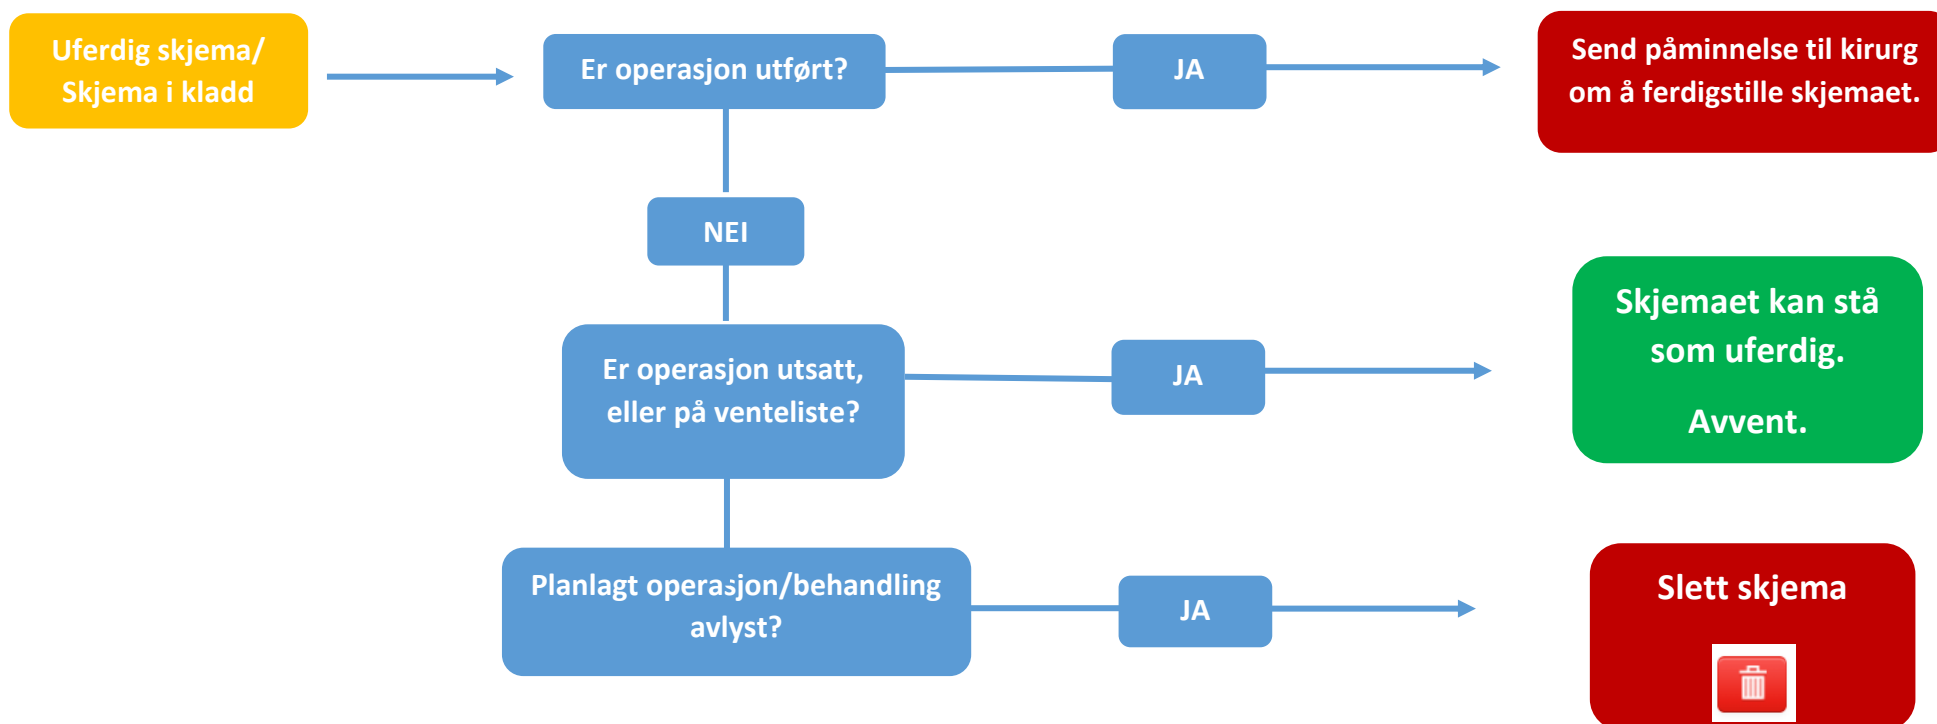 Uferdig skjema/
Skjema i kladd
Er operasjon utført?
JA
Send påminnelse til kirurg
om å ferdigstille skjemaet.
NEI
Er operasjon utsatt,
eller på venteliste?
JA
Skjemaet kan stå
som uferdig.
Avvent.
Planlagt operasjon/behandling
avlyst?
JA
Slett skjema